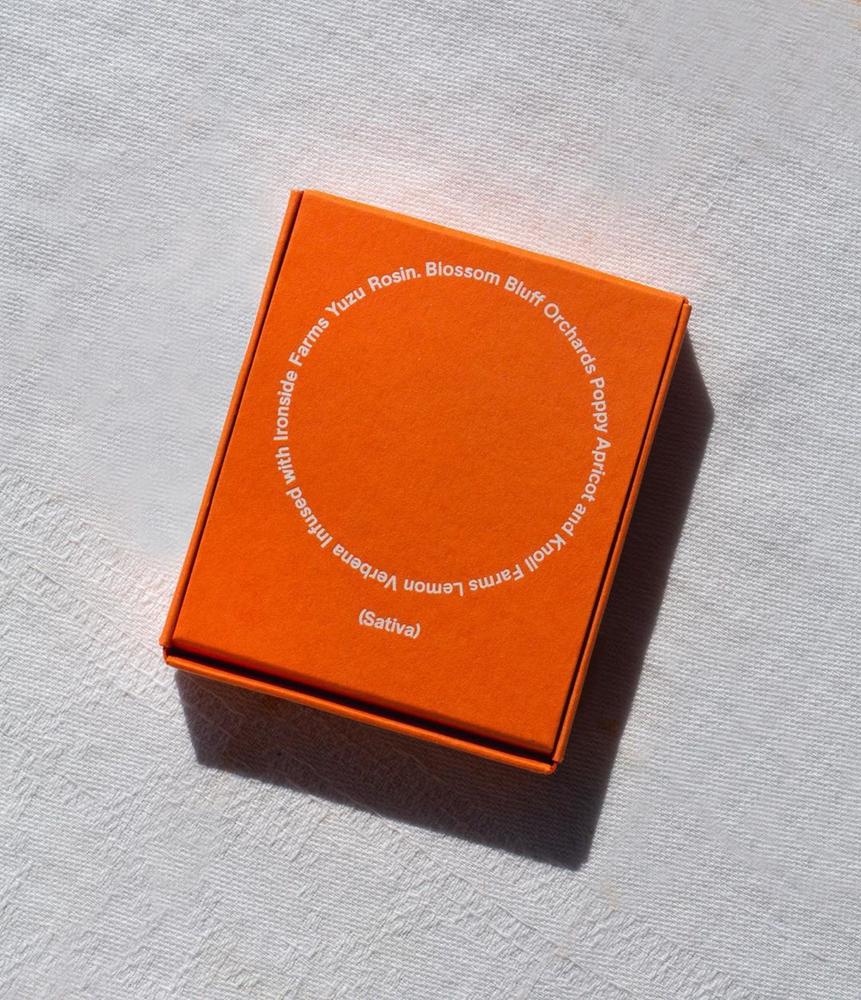 Blossom Bluff Orchards Poppy Apricot and Knoll Farms Lemon Verbena Infused with Ironside Farms Yuzu Rosin.
(Sativa)